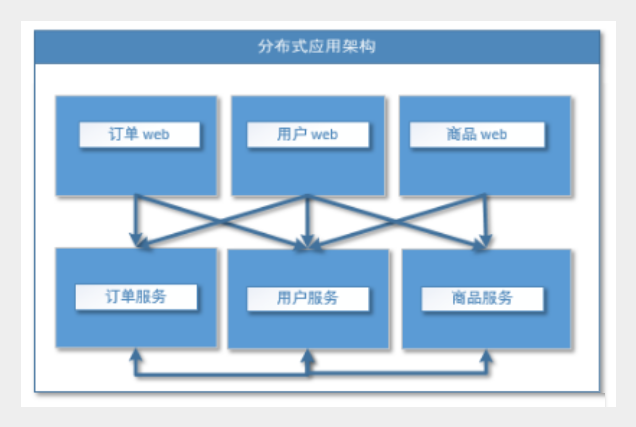 分布式应用架构
订单 web
用户 web
商品 web
订单服务
用户服务
商品服务